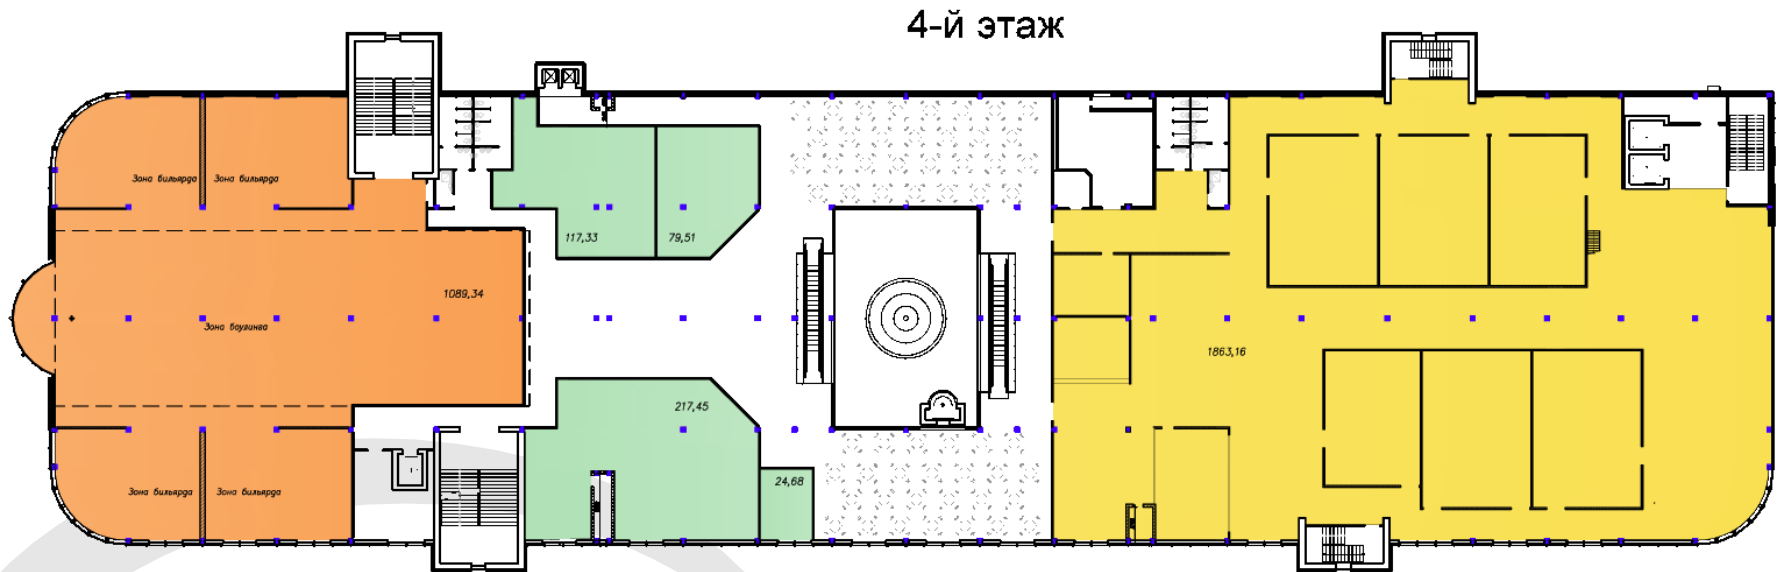 4-й этаж
Зона бильярда
Зона бильярда
117,33
79,51
1089,34
Зона боулинга
1863,16
217,45
24,68
Зона бильярда
Зона бильярда